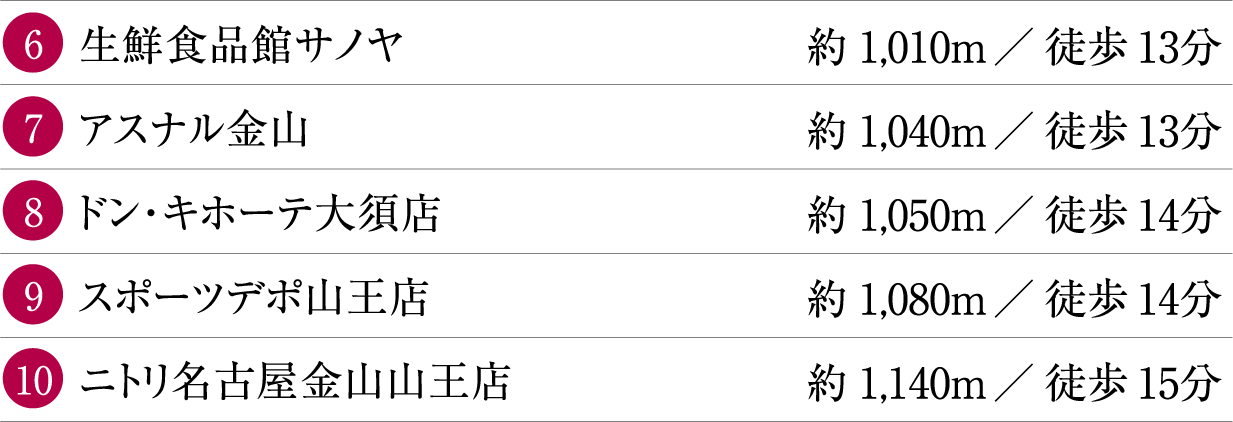 6 生鮮食品館サノヤ 約 1,010m ／ 徒歩 13分
7 アスナル金山 約 1,040m ／ 徒歩 13分
8 ドン・キホーテ大須店 約 1,050m ／ 徒歩 14分
9 スポーツデポ山王店 約 1,080m ／ 徒歩 14分
10 ニトリ名古屋金山山王店 約 1,140m ／ 徒歩 15分